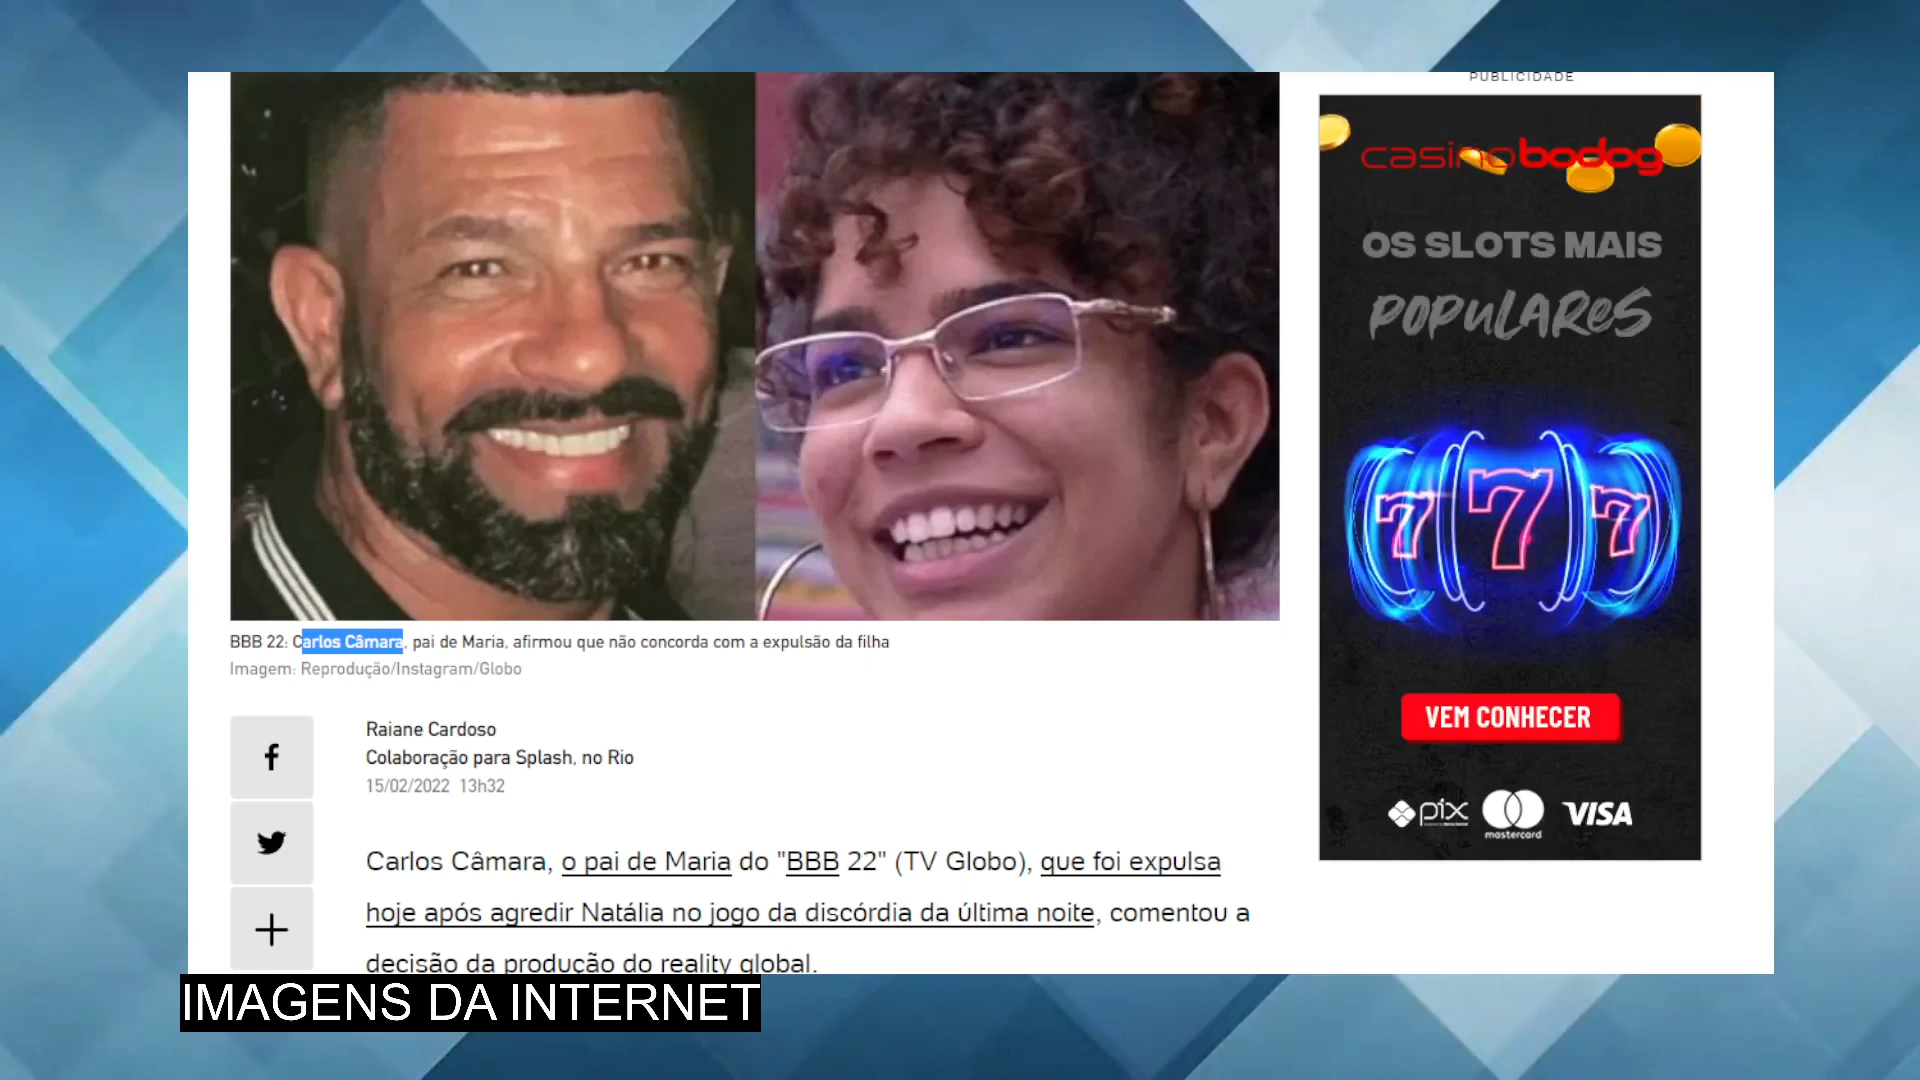 PUBLICIDADE
casino bodog
OS SLOTS MAIS
POPULARES
777
VEM CONHECER
pix
mastercard
VISA
BBB 22: Carlos Câmara, pai de Maria, afirmou que não concorda com a expulsão da filha
Imagem: Reprodução/Instagram/Globo
Raiane Cardoso
Colaboração para Splash, no Rio
15/02/2022 13h32
Carlos Câmara, o pai de Maria do "BBB 22" (TV Globo), que foi expulsa
hoje após agredir Natália no jogo da discórdia da última noite, comentou a
decisão da produção do reality global.
IMAGENS DA INTERNET